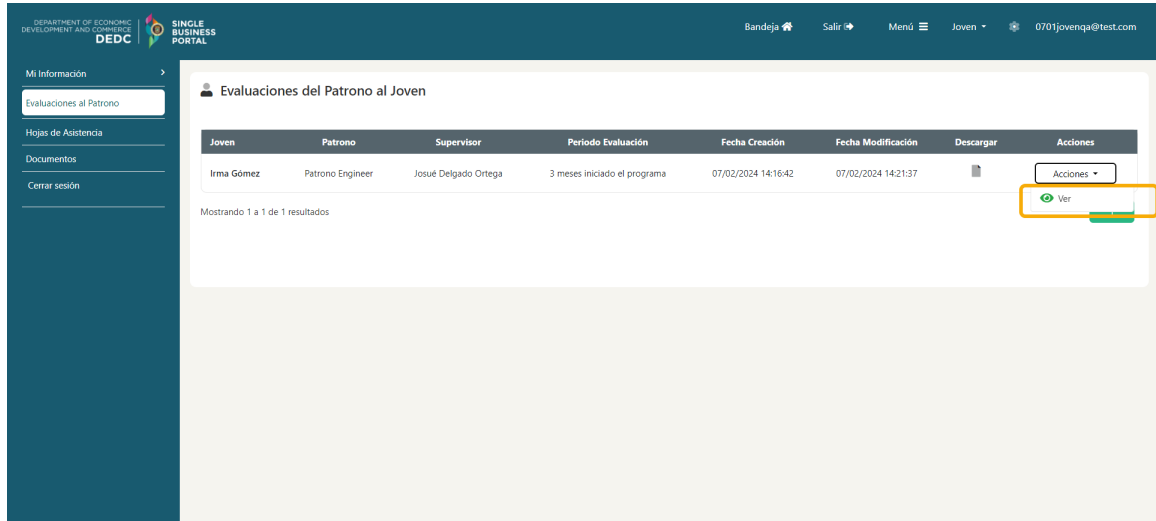 DEPARTMENT OF ECONOMIC
DEVELOPMENT AND COMMERCE
DEDC
SINGLE
BUSINESS
PORTAL
Bandeja Salir Menú Joven 0701jovenqa@test.com
Mi Información
Evaluaciones al Patrono
Hojas de Asistencia
Documentos
Cerrar sesión
Evaluaciones del Patrono al Joven
Joven Patrono Supervisor Periodo Evaluación Fecha Creación Fecha Modificación Descargar Acciones
Irma Gómez Patrono Engineer Josué Delgado Ortega 3 meses iniciado el programa 07/02/2024 14:16:42 07/02/2024 14:21:37 Acciones
Ver
Mostrando 1 a 1 de 1 resultados